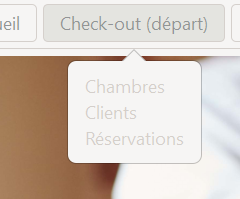 ueil
Check-out (départ)
Chambres
Clients
Réservations